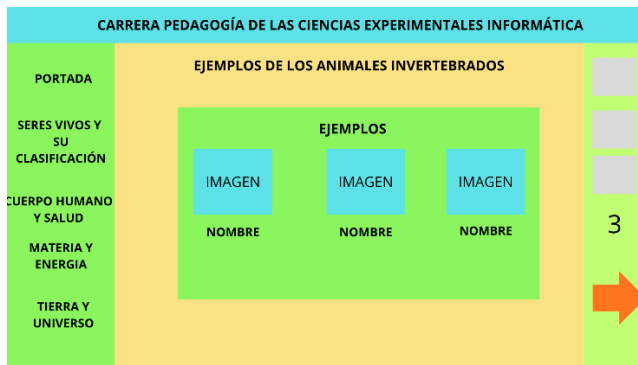 CARRERA PEDAGOGÍA DE LAS CIENCIAS EXPERIMENTALES INFORMÁTICA
PORTADA
SERES VIVOS Y
SU
CLASIFICACIÓN
CUERPO HUMANO
Y SALUD
MATERIA Y
ENERGIA
TIERRA Y
UNIVERSO
EJEMPLOS DE LOS ANIMALES INVERTEBRADOS
EJEMPLOS
IMAGEN IMAGEN IMAGEN
NOMBRE NOMBRE NOMBRE
3